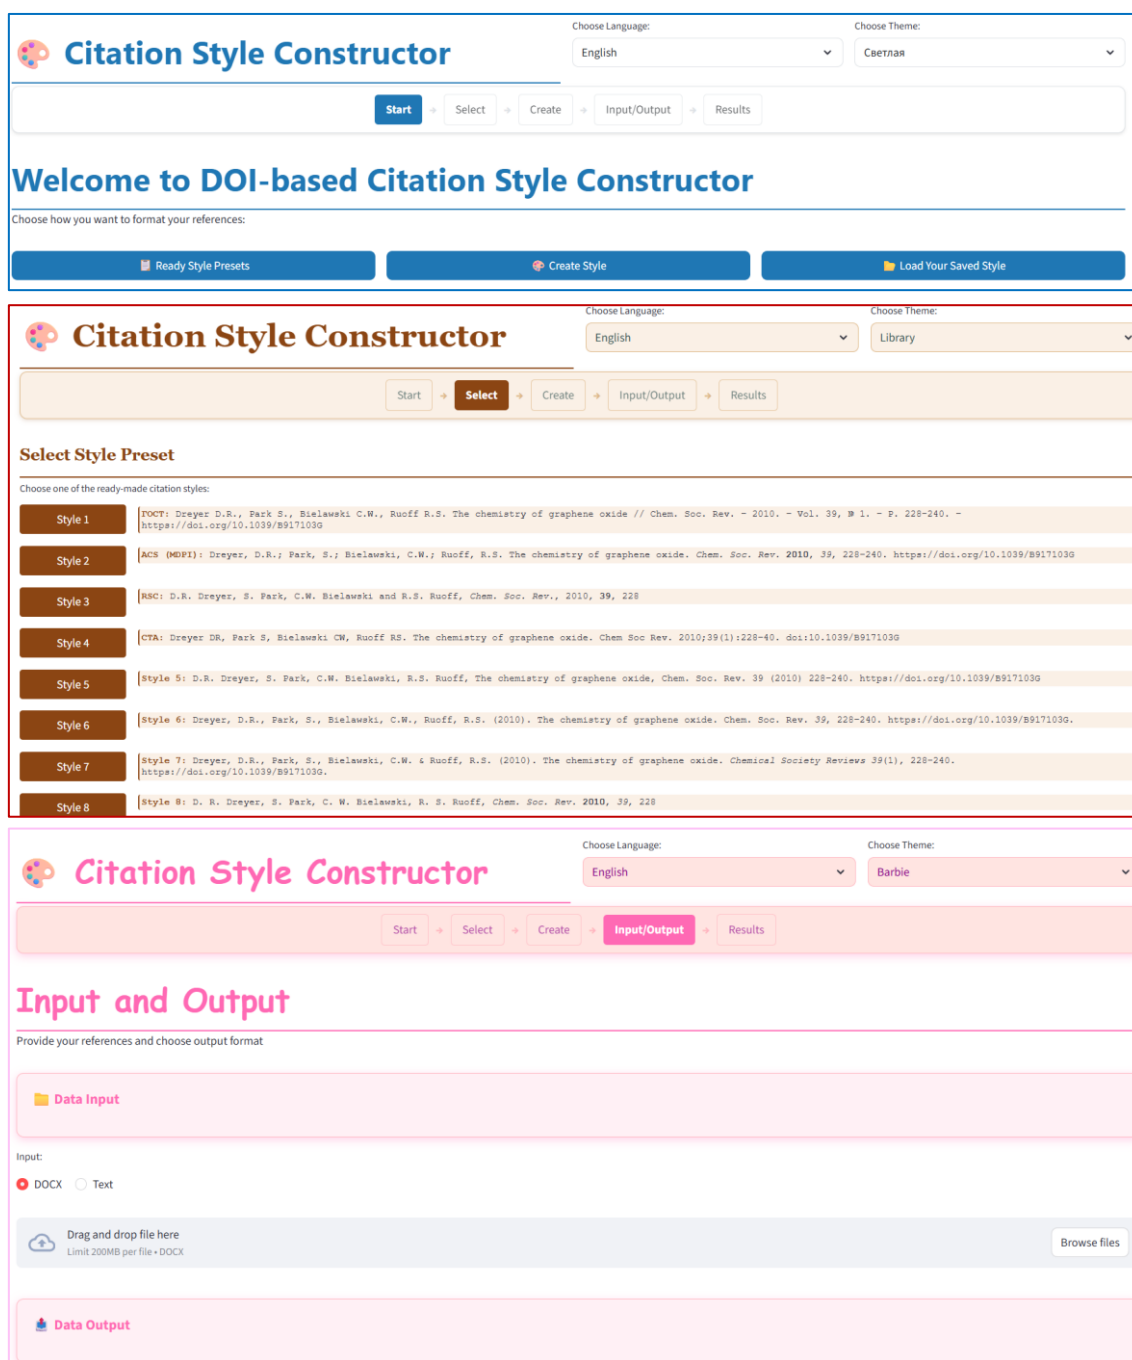 Choose Language:
Choose Theme:
Citation Style Constructor
English
Светлая
Start → Select → Create → Input/Output → Results
Welcome to DOI-based Citation Style Constructor
Choose how you want to format your references:
Ready Style Presets
Create Style
Load Your Saved Style
Choose Language:
Choose Theme:
Citation Style Constructor
English
Library
Start → Select → Create → Input/Output → Results
Select Style Preset
Choose one of the ready-made citation styles:
Style 1
ГОСТ: Dreyer D.R., Park S., Bielawski C.W., Ruoff R.S. The chemistry of graphene oxide // Chem. Soc. Rev. – 2010. – Vol. 39, № 1. – P. 228-240. –
https://doi.org/10.1039/B917103G
Style 2
ACS (MDPI): Dreyer, D.R.; Park, S.; Bielawski, C.W.; Ruoff, R.S. The chemistry of graphene oxide. Chem. Soc. Rev. 2010, 39, 228-240. https://doi.org/10.1039/B917103G
Style 3
RSC: D.R. Dreyer, S. Park, C.W. Bielawski and R.S. Ruoff, Chem. Soc. Rev., 2010, 39, 228
Style 4
CTA: Dreyer DR, Park S, Bielawski CW, Ruoff RS. The chemistry of graphene oxide. Chem Soc Rev. 2010;39(1):228-40. doi:10.1039/B917103G
Style 5
Style 5: D.R. Dreyer, S. Park, C.W. Bielawski, R.S. Ruoff, The chemistry of graphene oxide, Chem. Soc. Rev. 39 (2010) 228-240. https://doi.org/10.1039/B917103G
Style 6
Style 6: Dreyer, D.R., Park, S., Bielawski, C.W., Ruoff, R.S. (2010). The chemistry of graphene oxide. Chem. Soc. Rev. 39, 228-240. https://doi.org/10.1039/B917103G.
Style 7
Style 7: Dreyer, D.R., Park, S., Bielawski, C.W. & Ruoff, R.S. (2010). The chemistry of graphene oxide. Chemical Society Reviews 39(1), 228-240.
https://doi.org/10.1039/B917103G.
Style 8
Style 8: D. R. Dreyer, S. Park, C. W. Bielawski, R. S. Ruoff, Chem. Soc. Rev. 2010, 39, 228
Choose Language:
Choose Theme:
Citation Style Constructor
English
Barbie
Start → Select → Create → Input/Output → Results
Input and Output
Provide your references and choose output format
Data Input
Input:
DOCX
Text
Drag and drop file here
Limit 200MB per file • DOCX
Browse files
Data Output